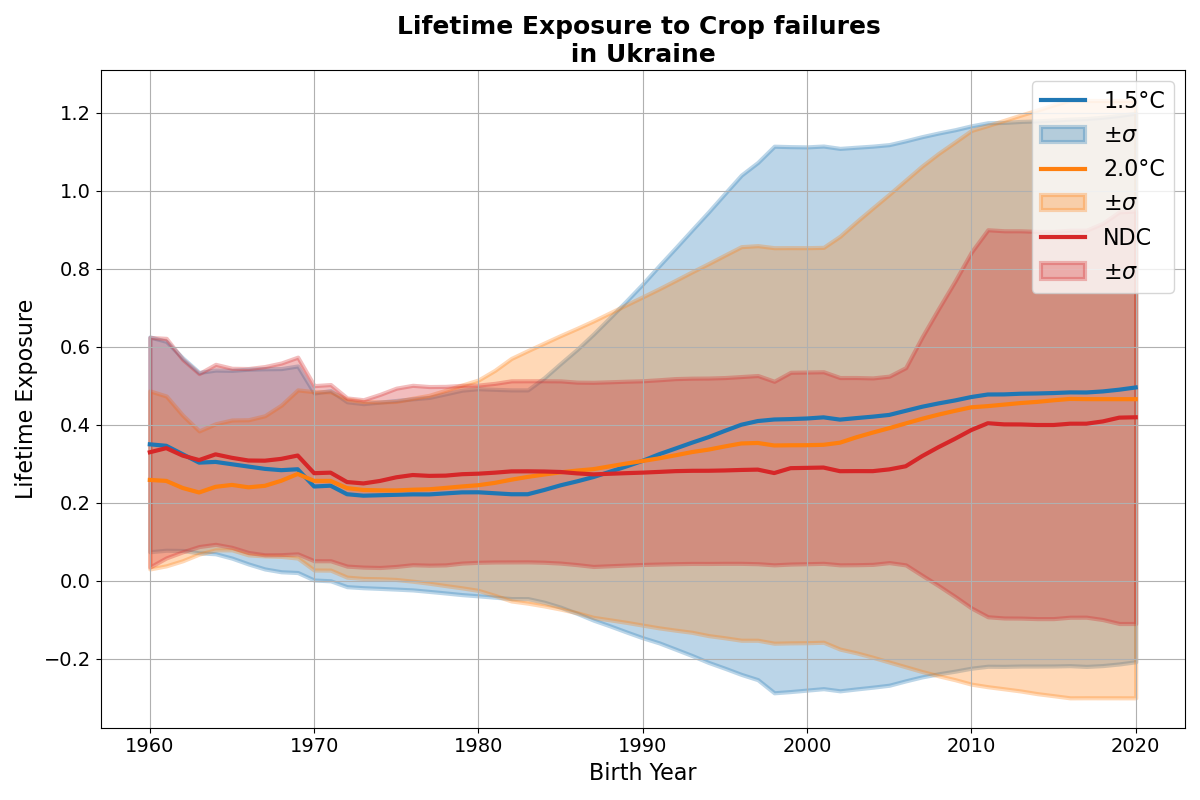 Lifetime Exposure to Crop failures
in Ukraine
1.5°C
±σ
2.0°C
±σ
NDC
±σ
Lifetime Exposure
1.2
1.0
0.8
0.6
0.4
0.2
0.0
−0.2
1960
1970
1980
1990
2000
2010
2020
Birth Year